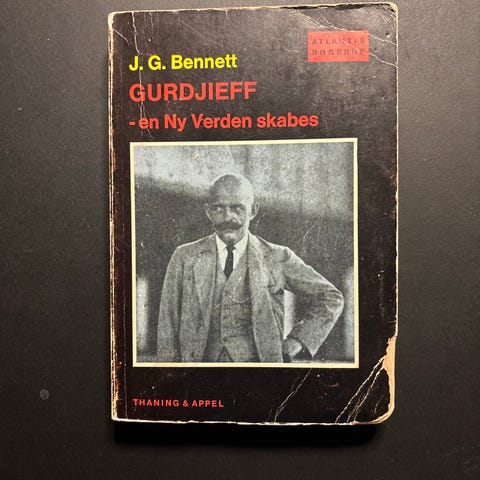 J. G. Bennett
ATLANTIS
BØGERNE
GURDJIEFF
- en Ny Verden skabes
THANING & APPEL